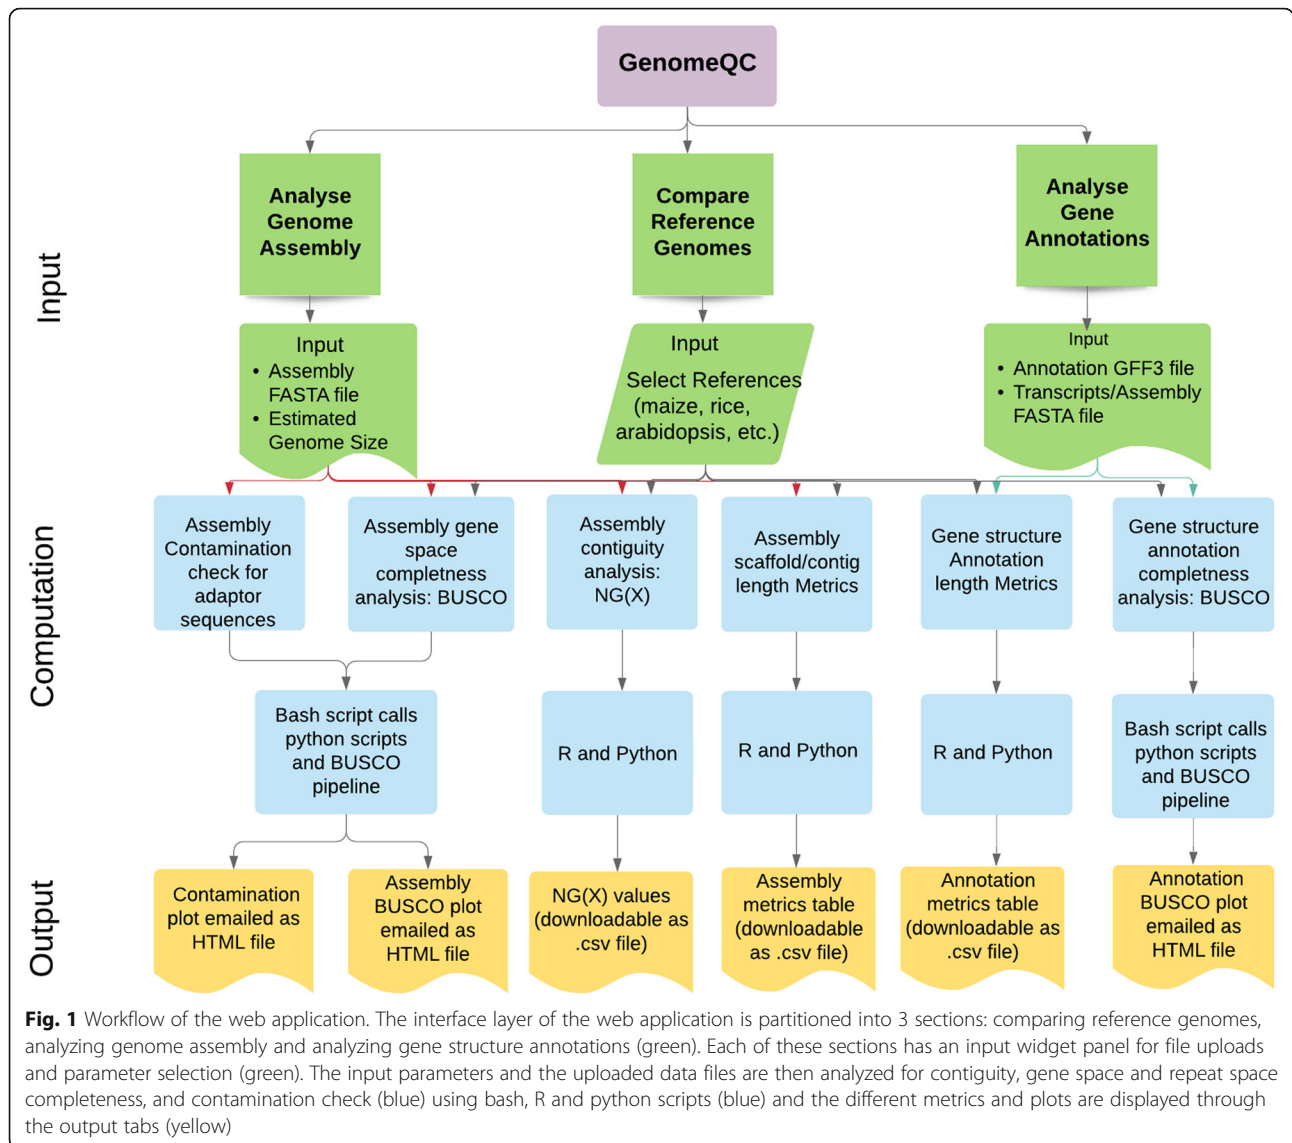 GenomeQC
Analyse
Genome
Assembly
Compare
Reference
Genomes
Analyse
Gene
Annotations
Input
Input
• Assembly
FASTA file
• Estimated
Genome Size
Input
Select References
(maize, rice,
arabidopsis, etc.)
Input
• Annotation GFF3 file
• Transcripts/Assembly
FASTA file
Computation
Assembly
Contamination
check for
adaptor
sequences
Assembly gene
space
completness
analysis: BUSCO
Assembly
contiguity
analysis:
NG(X)
Assembly
scaffold/contig
length Metrics
Gene structure
Annotation
length Metrics
Gene structure
annotation
completness
analysis: BUSCO
Bash script calls
python scripts
and BUSCO
pipeline
R and Python
R and Python
R and Python
Bash script calls
python scripts
and BUSCO
pipeline
Output
Contamination
plot emailed as
HTML file
Assembly
BUSCO plot
emailed as
HTML file
NG(X) values
(downloadable as
.csv file)
Assembly
metrics table
(downloadable
as .csv file)
Annotation
metrics table
(downloadable as
.csv file)
Annotation
BUSCO plot
emailed as
HTML file
Fig. 1 Workflow of the web application. The interface layer of the web application is partitioned into 3 sections: comparing reference genomes,
analyzing genome assembly and analyzing gene structure annotations (green). Each of these sections has an input widget panel for file uploads
and parameter selection (green). The input parameters and the uploaded data files are then analyzed for contiguity, gene space and repeat space
completeness, and contamination check (blue) using bash, R and python scripts (blue) and the different metrics and plots are displayed through
the output tabs (yellow)